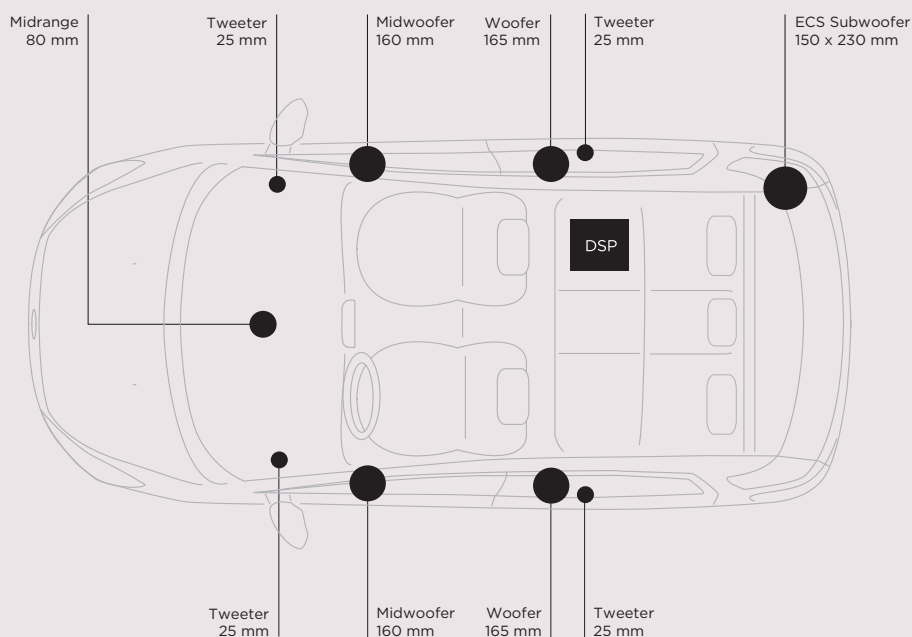 Midrange
80 mm
Tweeter
25 mm
Midwoofer
160 mm
Woofer
165 mm
Tweeter
25 mm
ECS Subwoofer
150 x 230 mm
DSP
Tweeter
25 mm
Midwoofer
160 mm
Woofer
165 mm
Tweeter
25 mm